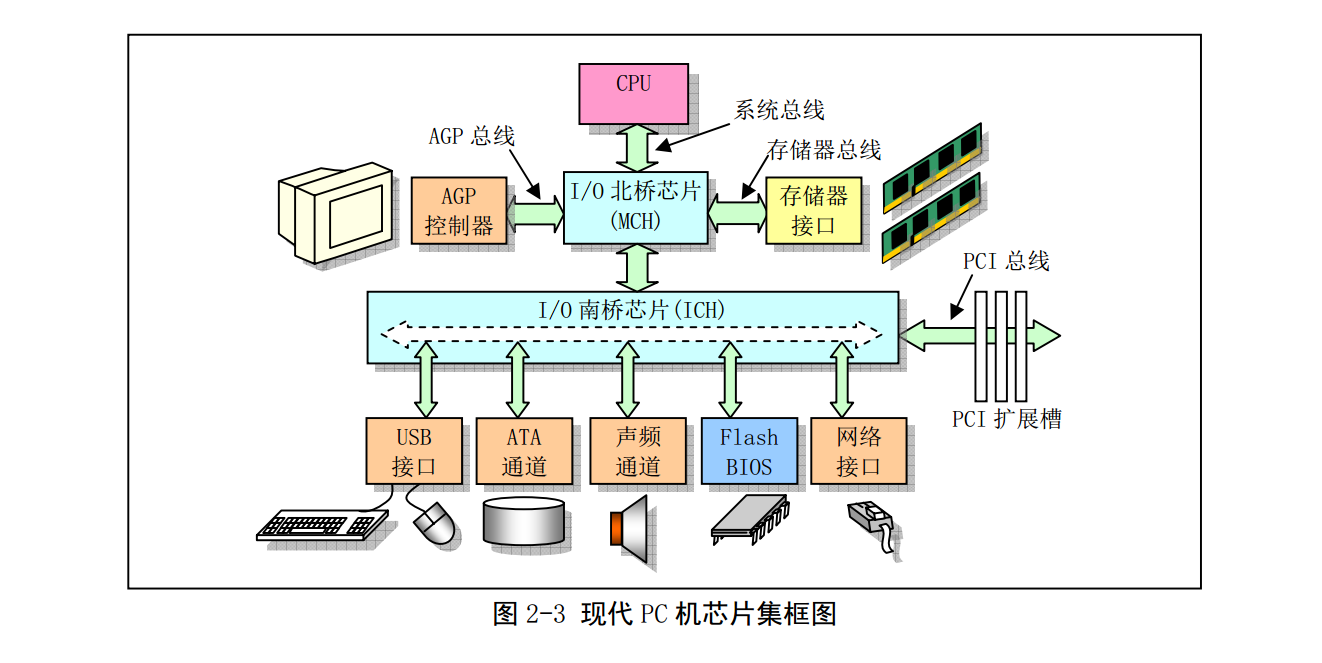 CPU
系统总线
AGP 总线
存储器总线
AGP
控制器
I/O 北桥芯片
(MCH)
存储器
接口
PCI 总线
I/O 南桥芯片(ICH)
PCI 扩展槽
USB
接口
ATA
通道
声频
通道
Flash
BIOS
网络
接口
图 2-3 现代 PC 机芯片集框图